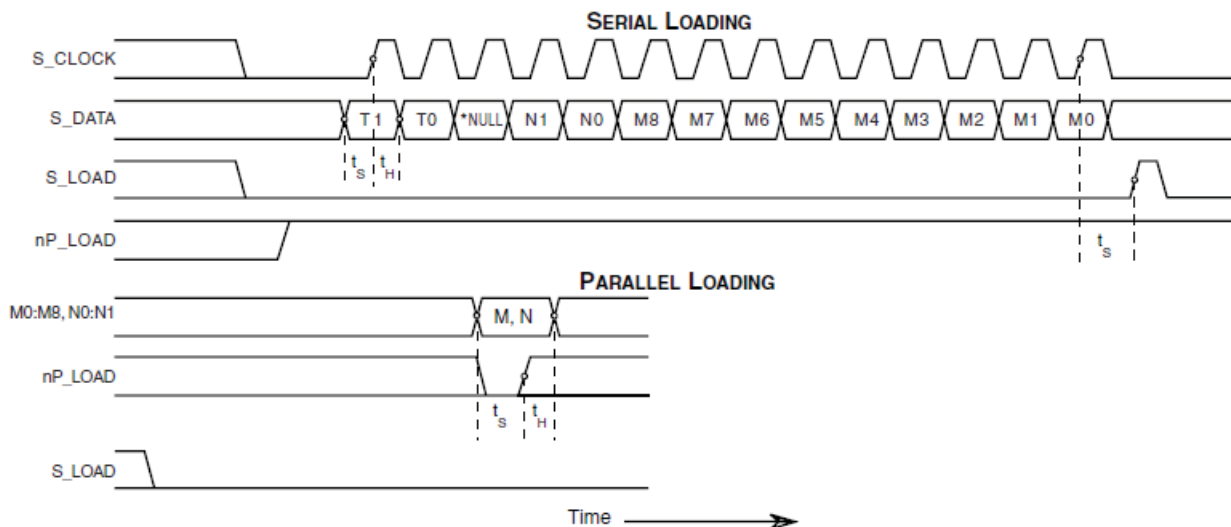 SERIAL LOADING
S_CLOCK
S_DATA T1 T0 *NULL N1 N0 M8 M7 M6 M5 M4 M3 M2 M1 M0
tS tH
S_LOAD
nP_LOAD
tS
PARALLEL LOADING
M0:M8, N0:N1 M, N
nP_LOAD
tS tH
S_LOAD
Time